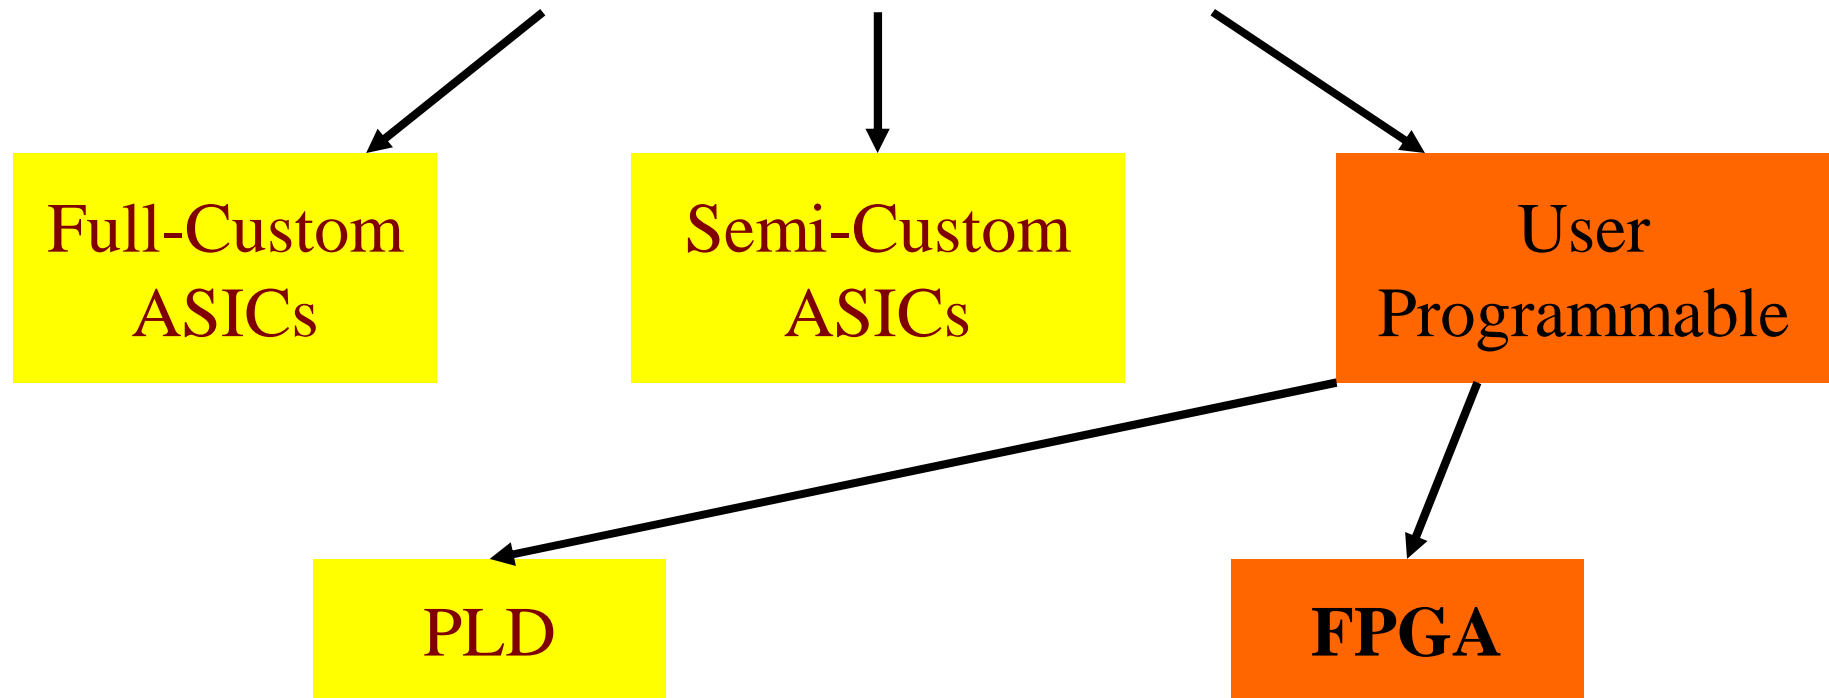 Full-Custom
ASICs
Semi-Custom
ASICs
User
Programmable
PLD
FPGA